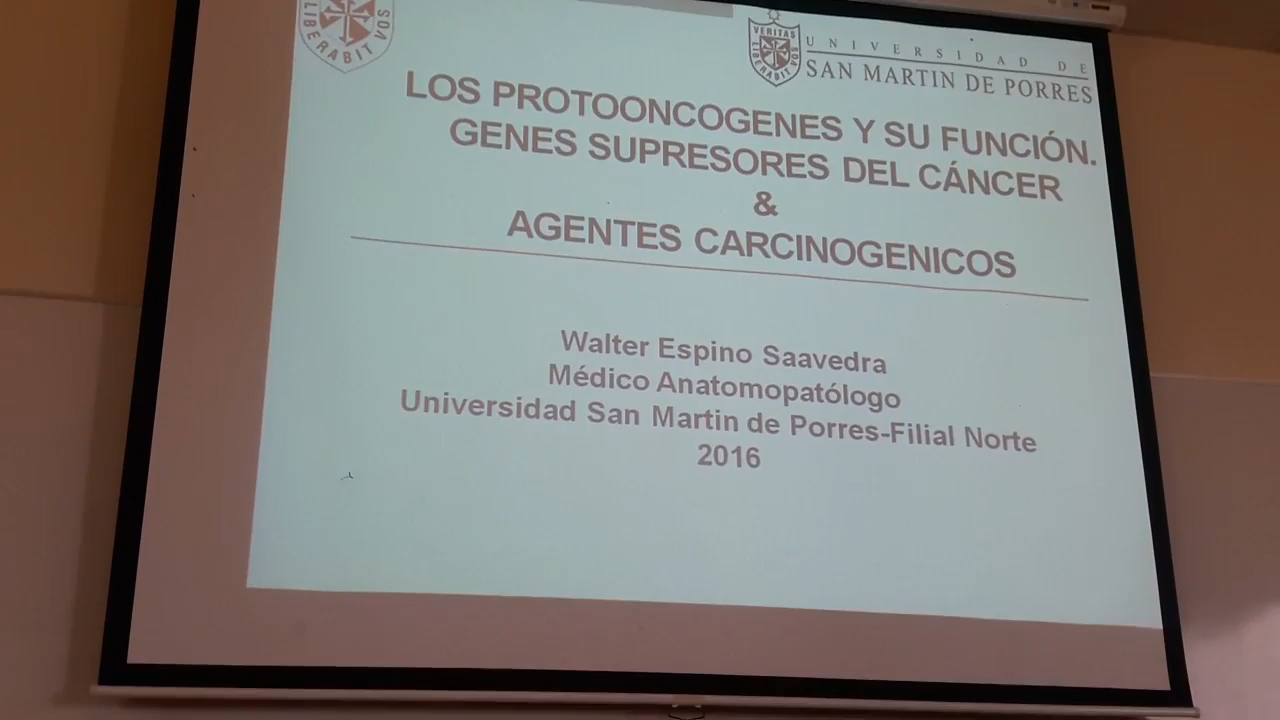 LIBERABIT VOS
VERITAS
LIBERABIT VOS
UNIVERSIDAD DE
SAN MARTIN DE PORRES
LOS PROTOONCOGENES Y SU FUNCIÓN.
GENES SUPRESORES DEL CÁNCER
&
AGENTES CARCINOGENICOS
Walter Espino Saavedra
Médico Anatomopatólogo
Universidad San Martin de Porres-Filial Norte
2016